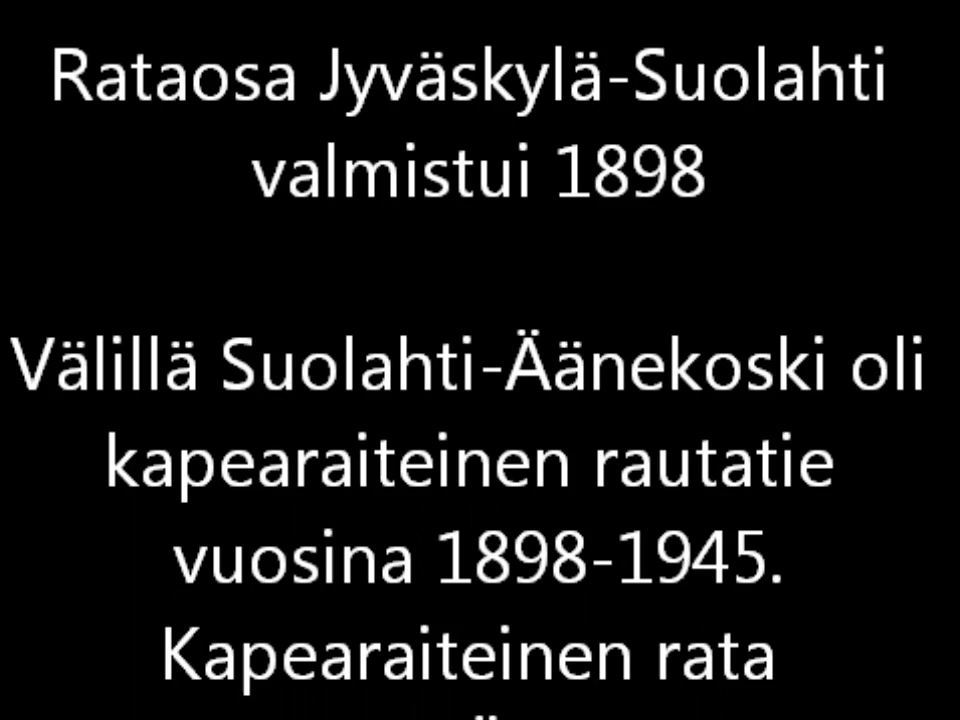 Rataosa Jyväskylä-Suolahti
valmistui 1898
Välillä Suolahti-Äänekoski oli
kapearaiteinen rautatie
vuosina 1898-1945.
Kapearaiteinen rata